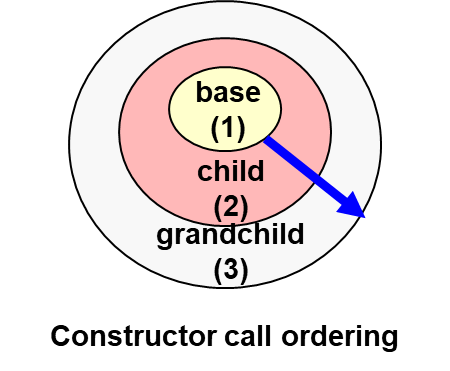 base
(1)
child
(2)
grandchild
(3)
Constructor call ordering